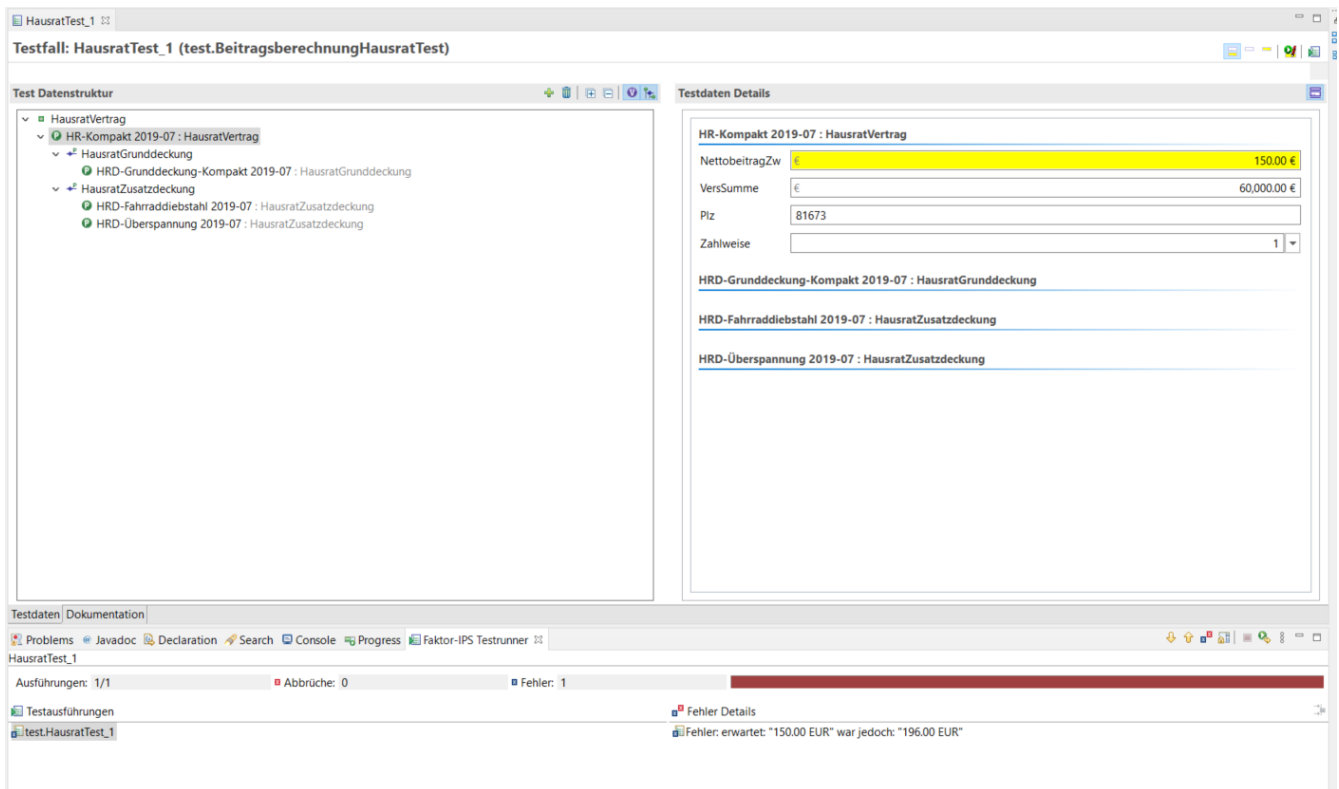 HausratTest_1
Testfall: HausratTest_1 (test.BeitragsberechnungHausratTest)
Test Datenstruktur
HausratVertrag
HR-Kompakt 2019-07 : HausratVertrag
HausratGrunddeckung
HRD-Grunddeckung-Kompakt 2019-07 : HausratGrunddeckung
HausratZusatzdeckung
HRD-Fahrraddiebstahl 2019-07 : HausratZusatzdeckung
HRD-Überspannung 2019-07 : HausratZusatzdeckung
Testdaten Details
HR-Kompakt 2019-07 : HausratVertrag
NettobeitragZw € 150.00 €
VersSumme € 60,000.00 €
Plz 81673
Zahlweise 1
HRD-Grunddeckung-Kompakt 2019-07 : HausratGrunddeckung
HRD-Fahrraddiebstahl 2019-07 : HausratZusatzdeckung
HRD-Überspannung 2019-07 : HausratZusatzdeckung
Testdaten Dokumentation
Problems Javadoc Declaration Search Console Progress Faktor-IPS Testrunner
HausratTest_1
Ausführungen: 1/1 Abbrüche: 0 Fehler: 1
Testausführungen
test.HausratTest_1
Fehler Details
Fehler: erwartet: "150.00 EUR" war jedoch: "196.00 EUR"